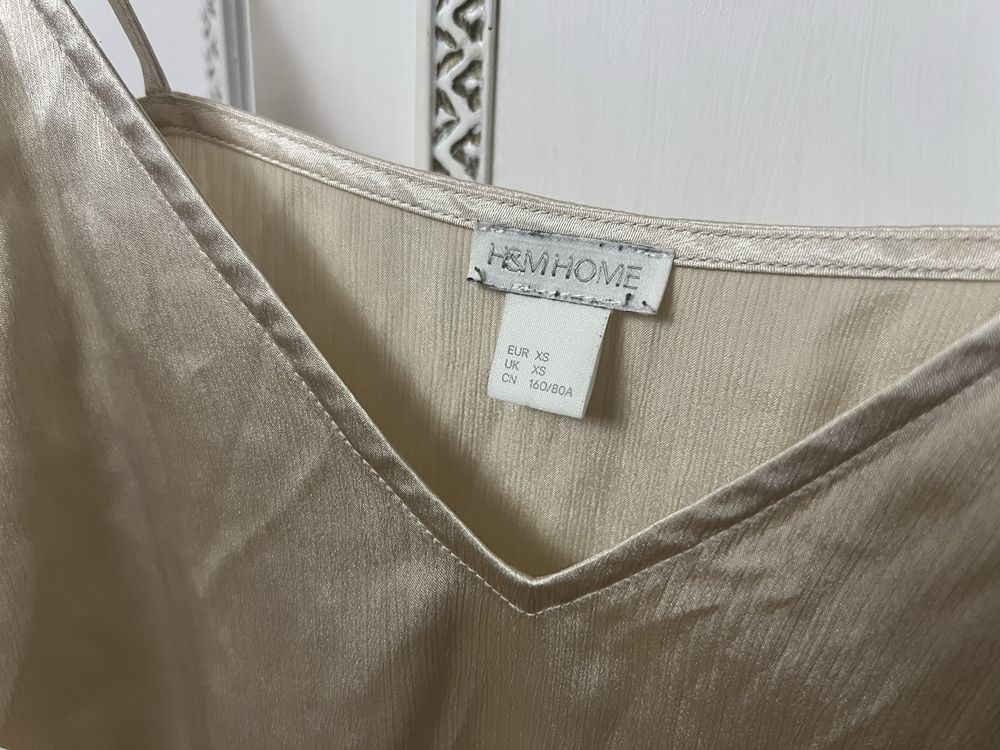 H&M HOME
EUR XS
UK XS
CN 160/80A